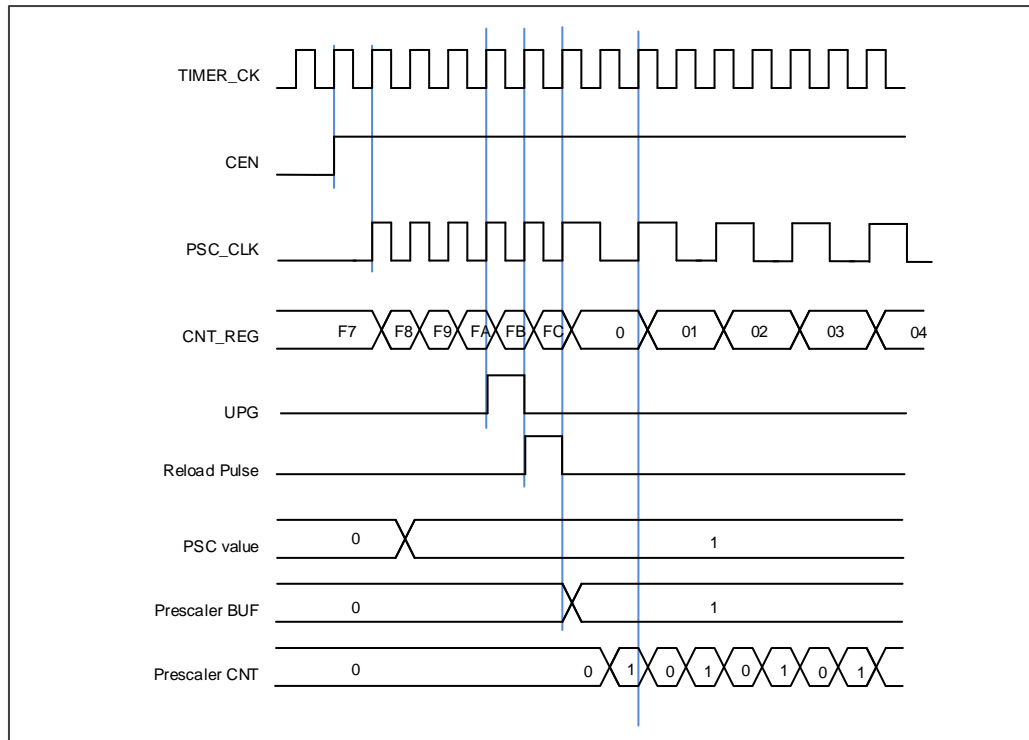 TIMER_CK
CEN
PSC_CLK
CNT_REG F7 F8 F9 FA FB FC 0 01 02 03 04
UPG
Reload Pulse
PSC value 0 1
Prescaler BUF 0 1
Prescaler CNT 0 0 1 0 1 0 1 0 1